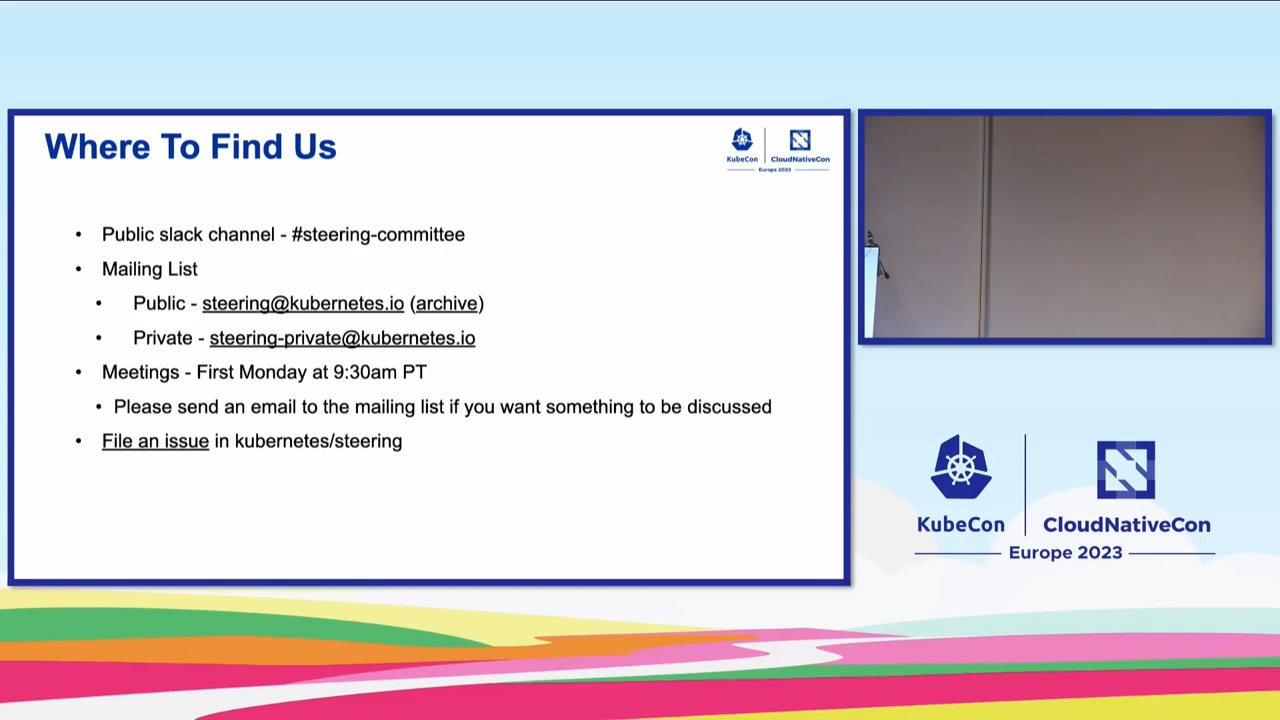 Where To Find Us
KubeCon
CloudNativeCon
Europe 2023
• Public slack channel - #steering-committee
• Mailing List
• Public - steering@kubernetes.io (archive)
• Private - steering-private@kubernetes.io
• Meetings - First Monday at 9:30am PT
• Please send an email to the mailing list if you want something to be discussed
• File an issue in kubernetes/steering
KubeCon
CloudNativeCon
Europe 2023